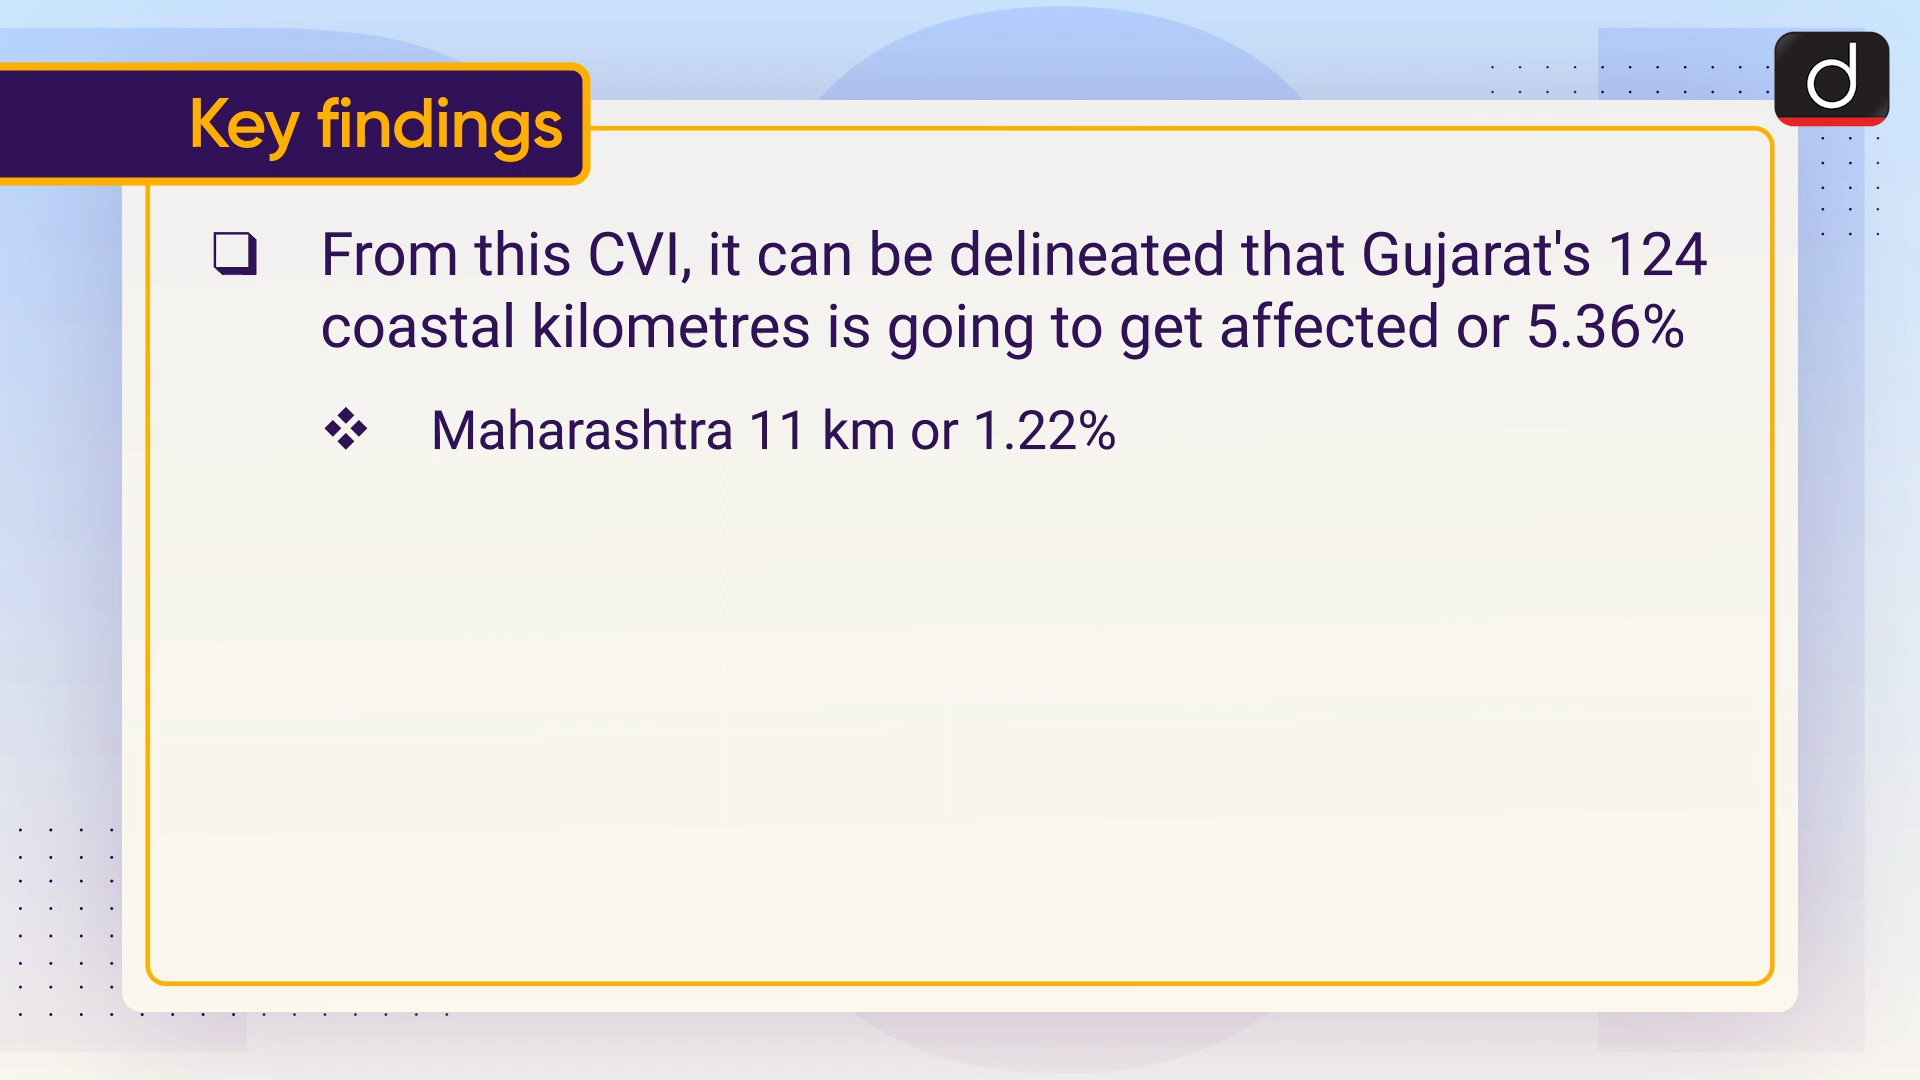 Key findings
d
❑ From this CVI, it can be delineated that Gujarat's 124
coastal kilometres is going to get affected or 5.36%
❖ Maharashtra 11 km or 1.22%